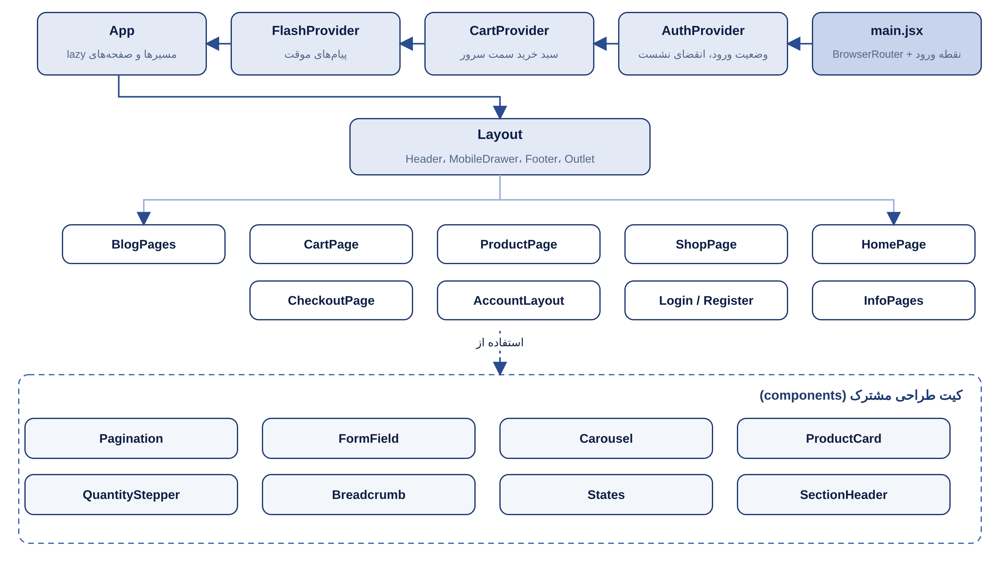 main.jsx
نقطه ورود + BrowserRouter
AuthProvider
وضعیت ورود، انقضای نشست
CartProvider
سبد خرید سمت سرور
FlashProvider
پیام‌های موقت
App
مسیرها و صفحه‌های lazy
Layout
Header، MobileDrawer، Footer، Outlet
HomePage
ShopPage
ProductPage
CartPage
BlogPages
InfoPages
Login / Register
AccountLayout
CheckoutPage
استفاده از
کیت طراحی مشترک (components)
ProductCard
Carousel
FormField
Pagination
SectionHeader
States
Breadcrumb
QuantityStepper